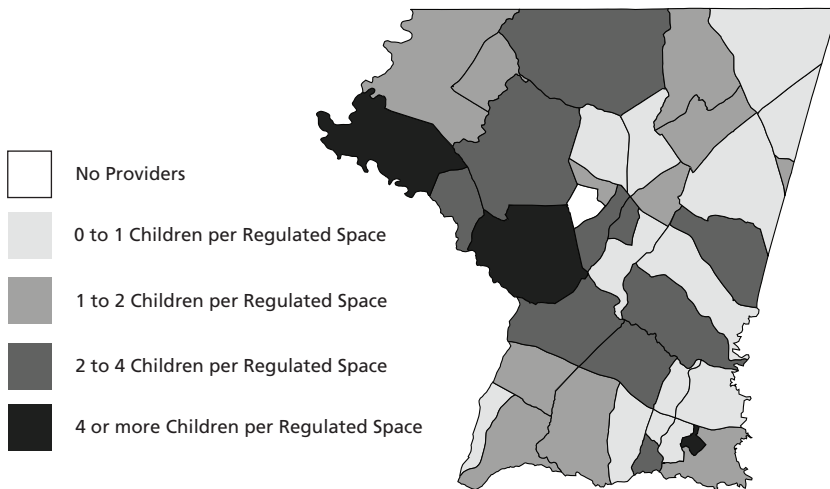 No Providers
0 to 1 Children per Regulated Space
1 to 2 Children per Regulated Space
2 to 4 Children per Regulated Space
4 or more Children per Regulated Space